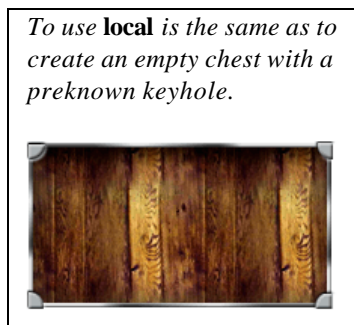 To use local is the same as to
create an empty chest with a
preknown keyhole.